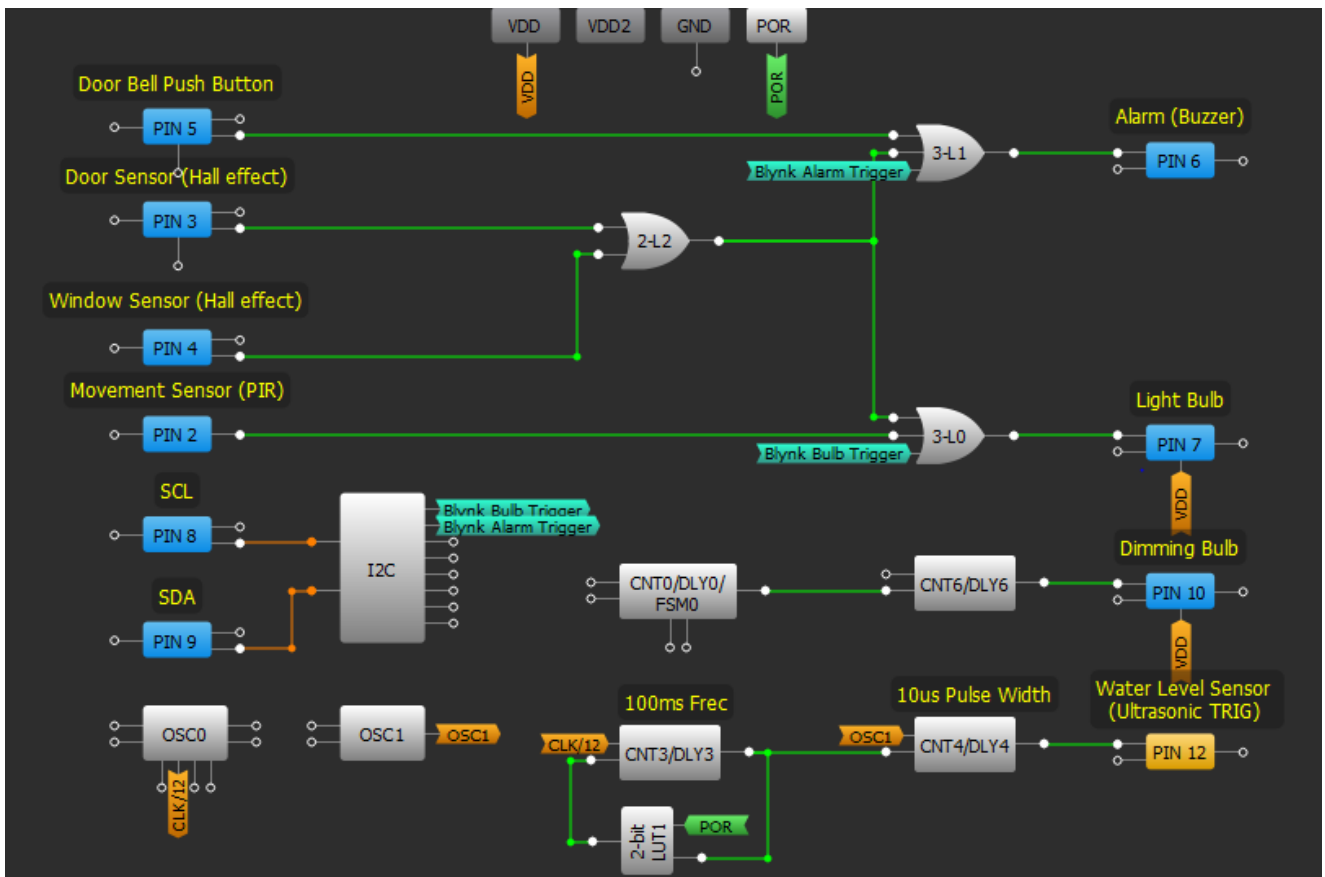 VDD
VDD2
GND
POR
VDD
POR
Door Bell Push Button
PIN 5
Alarm (Buzzer)
3-L1
PIN 6
Blynk Alarm Trigger
Door Sensor (Hall effect)
PIN 3
2-L2
Window Sensor (Hall effect)
PIN 4
Movement Sensor (PIR)
PIN 2
Light Bulb
3-L0
PIN 7
Blynk Bulb Trigger
VDD
SCL
PIN 8
I2C
Blynk Bulb Trigger
Blynk Alarm Trigger
SDA
PIN 9
CNT0/DLY0/
FSM0
CNT6/DLY6
Dimming Bulb
PIN 10
VDD
OSC0
CLK/12
OSC1
OSC1
100ms Frec
CLK/12
CNT3/DLY3
2-bit
LUT1
POR
10us Pulse Width
OSC1
CNT4/DLY4
Water Level Sensor
(Ultrasonic TRIG)
PIN 12